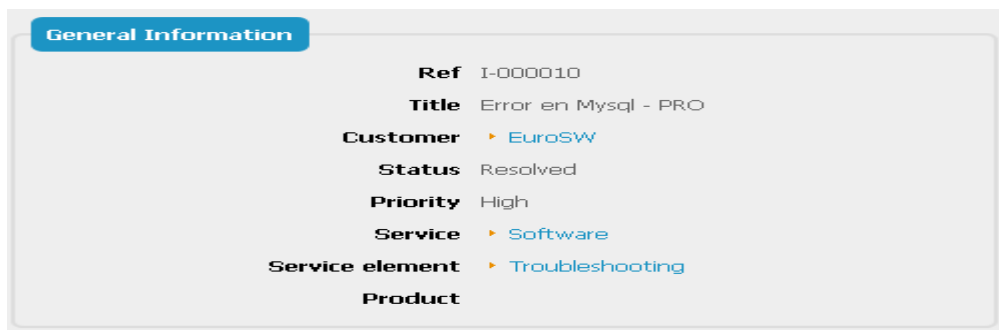 General Information
Ref I-000010
Title Error en Mysql - PRO
Customer EuroSW
Status Resolved
Priority High
Service Software
Service element Troubleshooting
Product